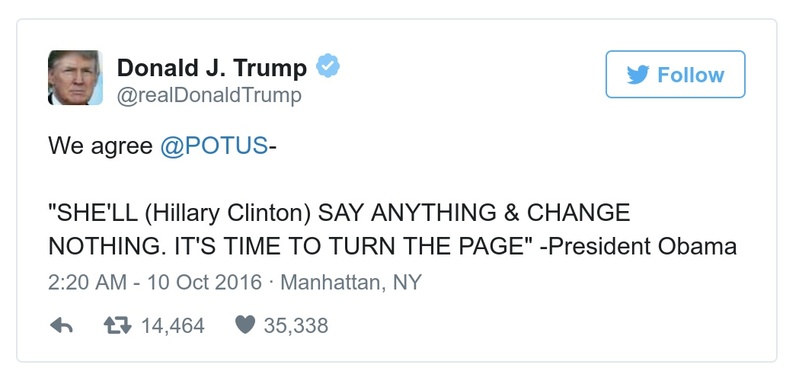 Donald J. Trump
@realDonaldTrump
Follow
We agree @POTUS-
"SHE'LL (Hillary Clinton) SAY ANYTHING & CHANGE
NOTHING. IT'S TIME TO TURN THE PAGE" -President Obama
2:20 AM - 10 Oct 2016 · Manhattan, NY
14,464 35,338